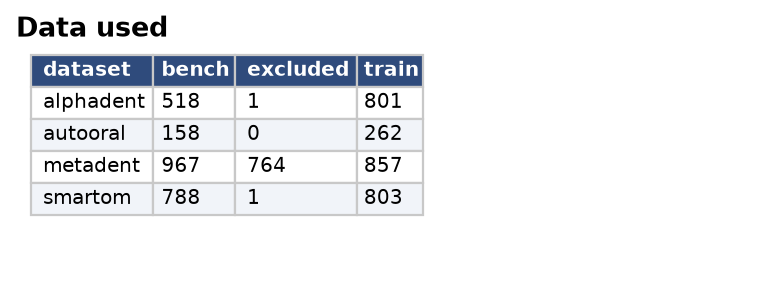 Data used
dataset bench excluded train
alphadent 518 1 801
autooral 158 0 262
metadent 967 764 857
smartom 788 1 803